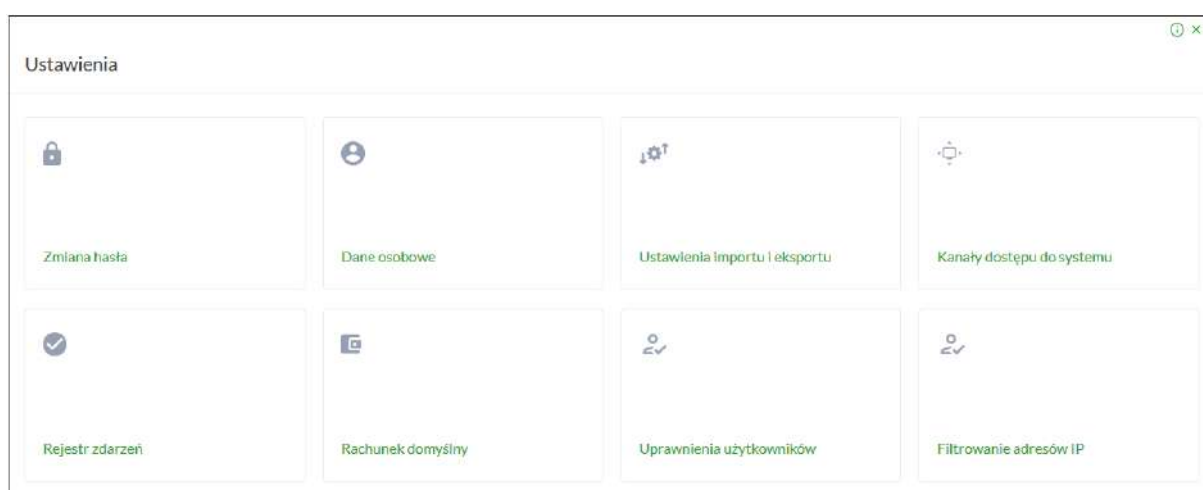 Ustawienia
Zmiana hasła
Dane osobowe
Ustawienia importu i eksportu
Kanały dostępu do systemu
Rejestr zdarzeń
Rachunek domyślny
Uprawnienia użytkowników
Filtrowanie adresów IP